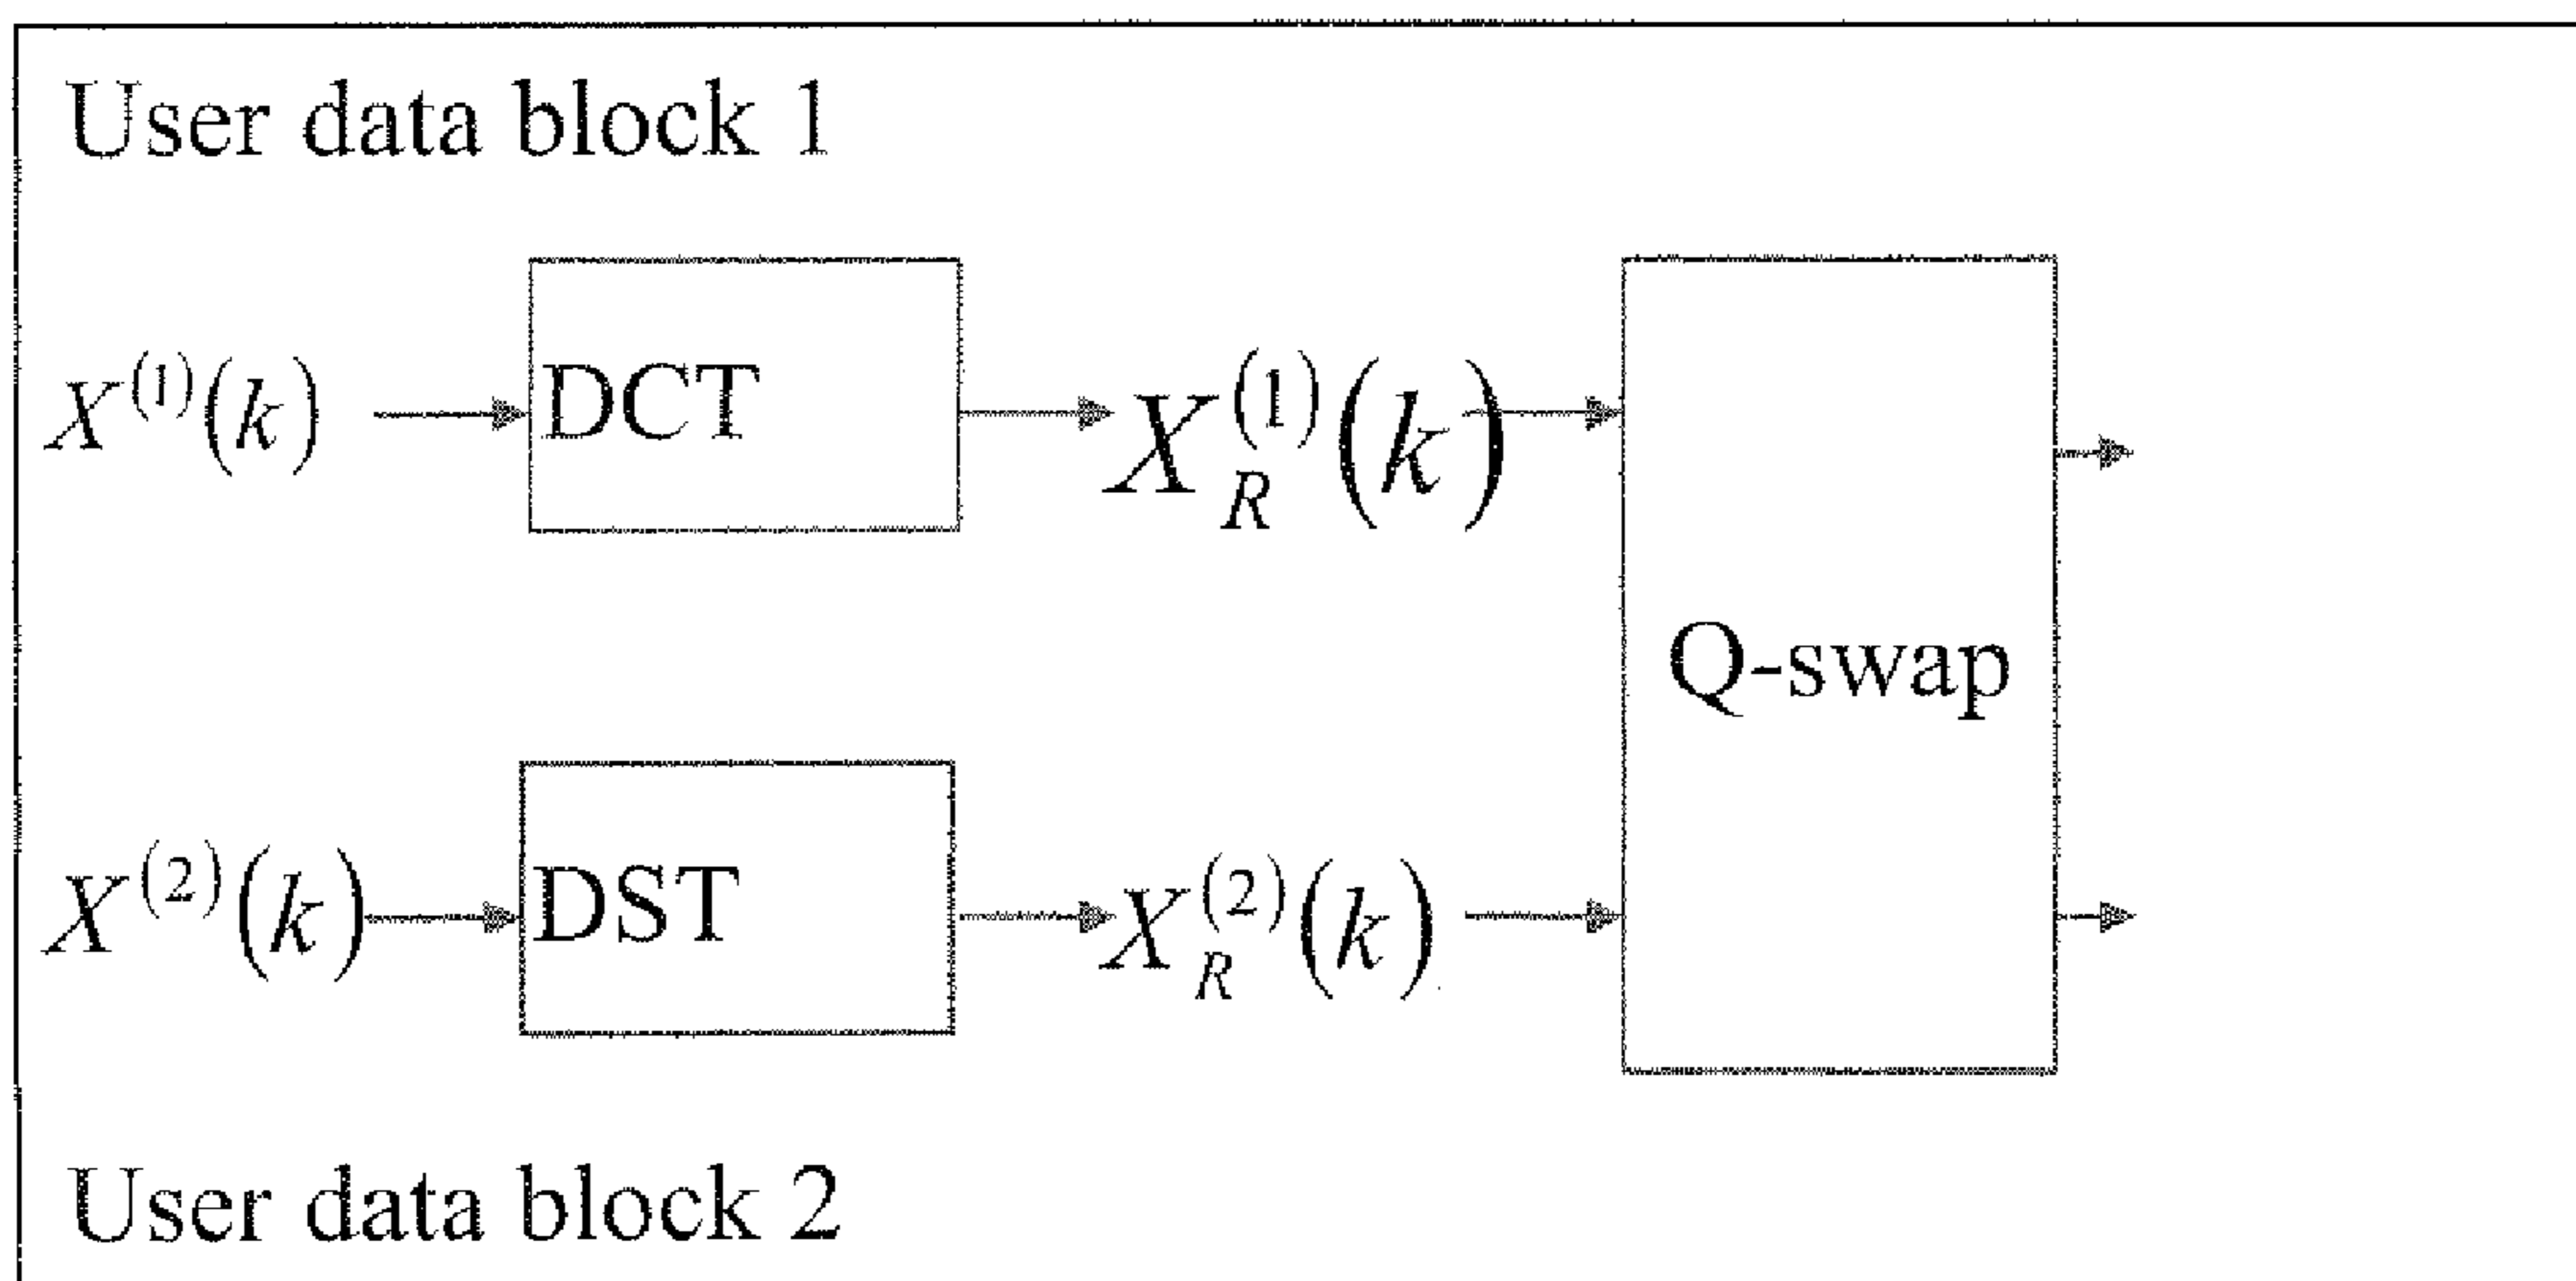 User data block 1
X^{(1)}(k) DCT X_R^{(1)}(k)
Q-swap
X^{(2)}(k) DST X_R^{(2)}(k)
User data block 2